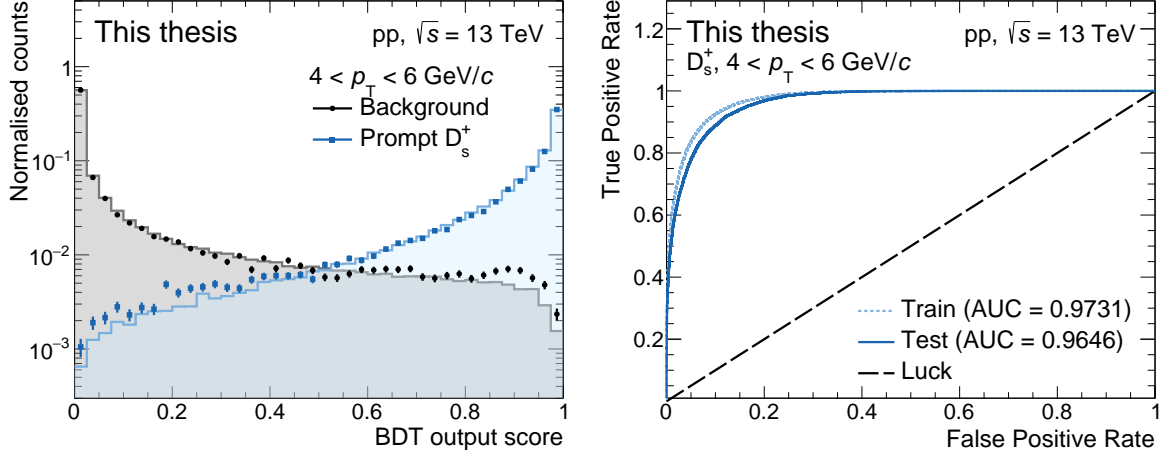 This thesis
pp, √s = 13 TeV
4 < p_T < 6 GeV/c
Background
Prompt D_s^+
Normalised counts
1
10^−1
10^−2
10^−3
0 0.2 0.4 0.6 0.8 1
BDT output score
This thesis
pp, √s = 13 TeV
D_s^+, 4 < p_T < 6 GeV/c
True Positive Rate
1.2
1.0
0.8
0.6
0.4
0.2
Train (AUC = 0.9731)
Test (AUC = 0.9646)
Luck
0 0.2 0.4 0.6 0.8 1
False Positive Rate